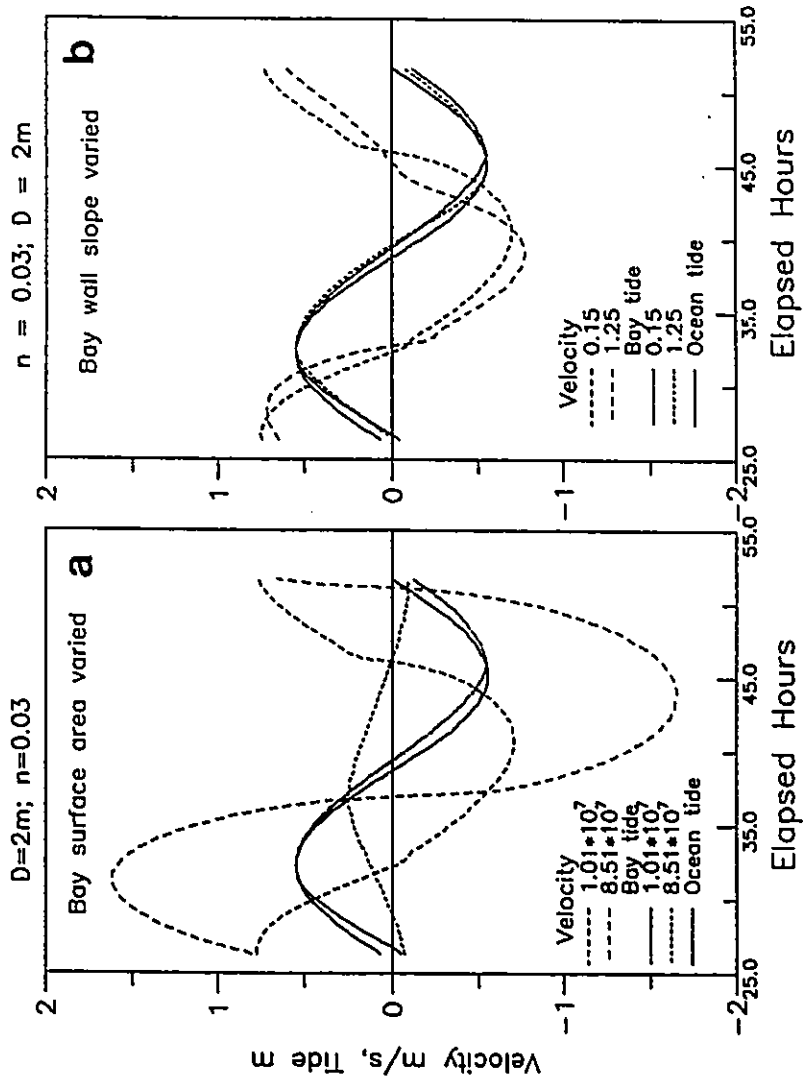 D=2m; n=0.03
a
Bay surface area varied
Velocity m/s, Tide m
2
1
0
−1
−2
25.0
35.0
45.0
55.0
Elapsed Hours
Velocity
1.01*10⁷
8.51*10⁷
Bay tide
1.01*10⁷
8.51*10⁷
Ocean tide
n = 0.03; D = 2m
b
Bay wall slope varied
2
1
0
−1
−2
25.0
35.0
45.0
55.0
Elapsed Hours
Velocity
0.15
1.25
Bay tide
0.15
1.25
Ocean tide